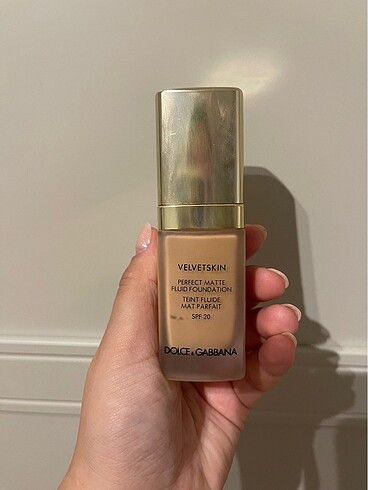 VELVETSKIN
PERFECT MATTE
FLUID FOUNDATION
TEINT FLUIDE
MAT PARFAIT
SPF 20
DOLCE & GABBANA